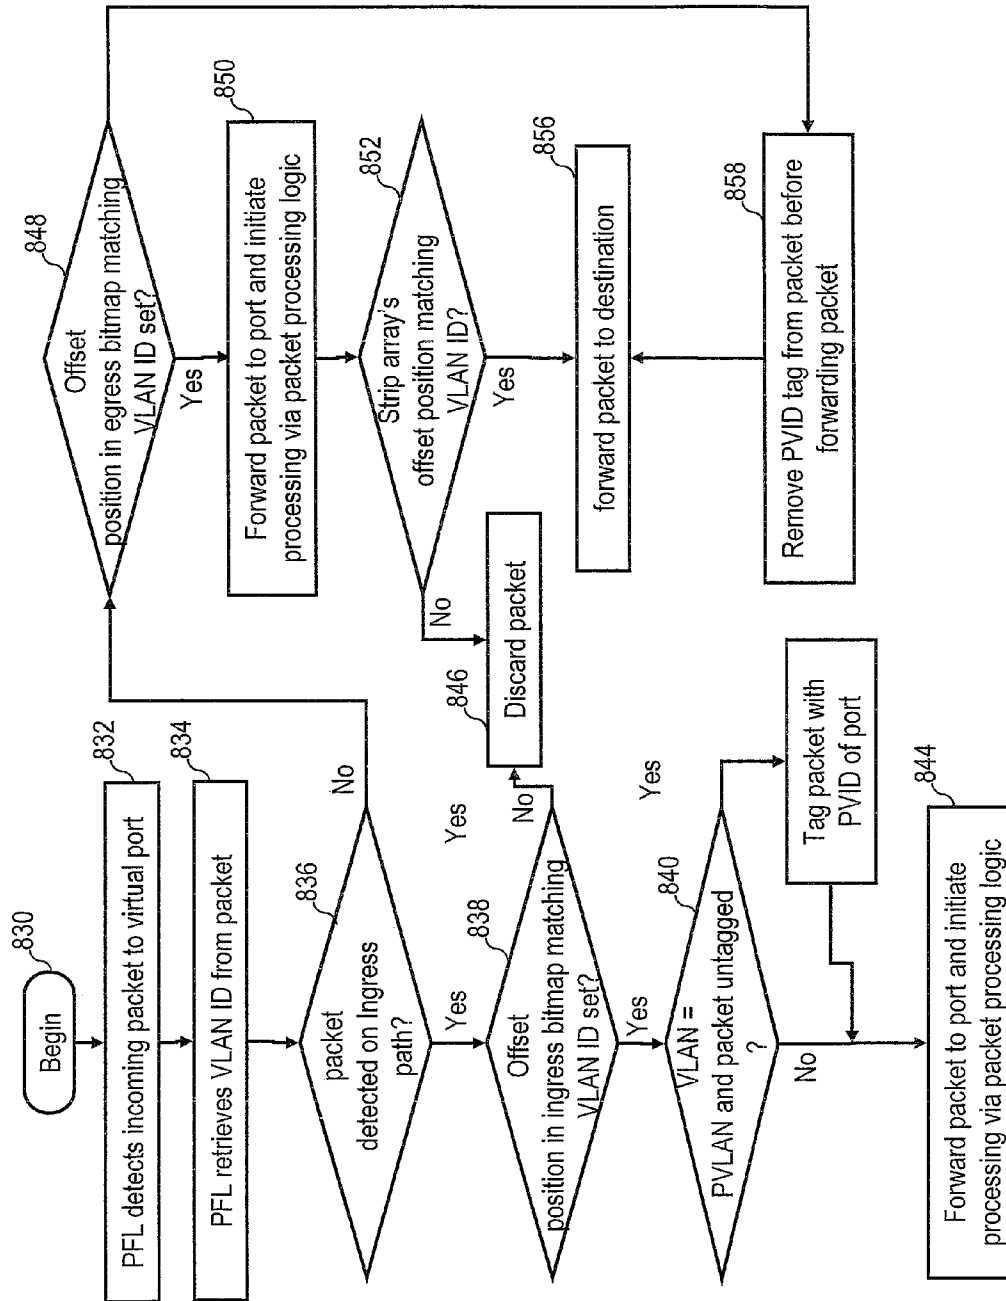 830
Begin
832
PFL detects incoming packet to virtual port
834
PFL retrieves VLAN ID from packet
836
packet
detected on Ingress
path?
No
Yes
Yes
838
Offset
position in ingress bitmap matching
VLAN ID set?
No
Yes
846
Discard packet
840
VLAN =
PVLAN and packet untagged
?
Yes
No
Tag packet with
PVID of port
844
Forward packet to port and initiate
processing via packet processing logic
848
Offset
position in egress bitmap matching
VLAN ID set?
Yes
850
Forward packet to port and initiate
processing via packet processing logic
852
Strip array's
offset position matching
VLAN ID?
No
Yes
856
forward packet to destination
858
Remove PVID tag from packet before
forwarding packet